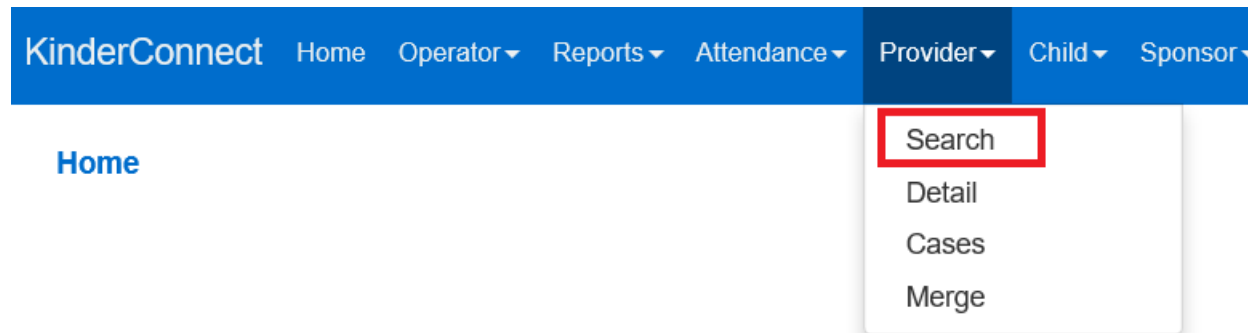 KinderConnect Home Operator Reports Attendance Provider Child Sponsor
Search
Home
Detail
Cases
Merge